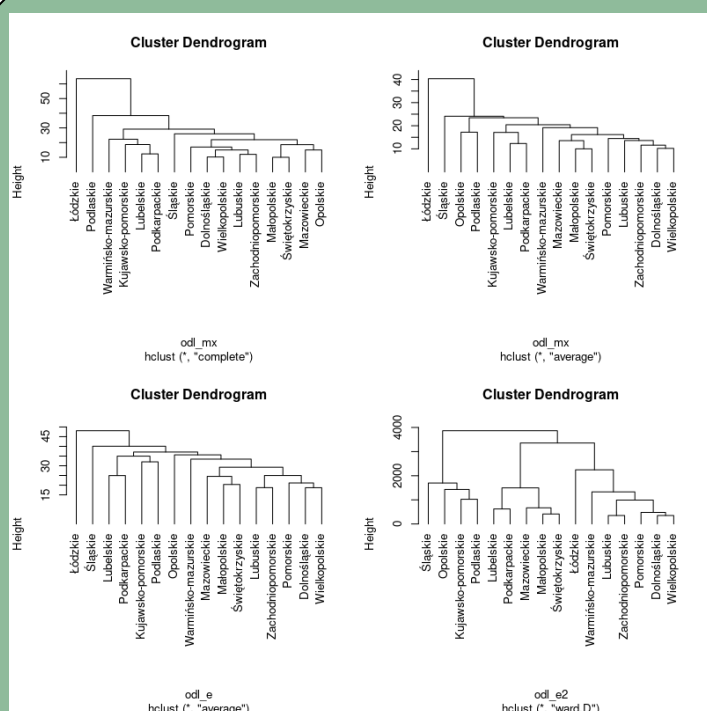 Cluster Dendrogram
Height
50
30
10
Łódzkie
Podlaskie
Warmińsko-mazurskie
Kujawsko-pomorskie
Lubelskie
Podkarpackie
Śląskie
Pomorskie
Dolnośląskie
Wielkopolskie
Lubuskie
Zachodniopomorskie
Małopolskie
Świętokrzyskie
Mazowieckie
Opolskie
odl_mx
hclust (*, "complete")
Cluster Dendrogram
Height
40
30
20
10
Łódzkie
Śląskie
Opolskie
Podlaskie
Kujawsko-pomorskie
Lubelskie
Podkarpackie
Warmińsko-mazurskie
Mazowieckie
Małopolskie
Świętokrzyskie
Pomorskie
Lubuskie
Zachodniopomorskie
Dolnośląskie
Wielkopolskie
odl_mx
hclust (*, "average")
Cluster Dendrogram
Height
45
30
15
Łódzkie
Śląskie
Lubelskie
Podkarpackie
Kujawsko-pomorskie
Podlaskie
Opolskie
Warmińsko-mazurskie
Mazowieckie
Małopolskie
Świętokrzyskie
Lubuskie
Zachodniopomorskie
Pomorskie
Dolnośląskie
Wielkopolskie
odl_e
hclust (*, "average")
Cluster Dendrogram
Height
4000
2000
0
Śląskie
Opolskie
Kujawsko-pomorskie
Podlaskie
Lubelskie
Podkarpackie
Mazowieckie
Małopolskie
Świętokrzyskie
Łódzkie
Warmińsko-mazurskie
Lubuskie
Zachodniopomorskie
Pomorskie
Dolnośląskie
Wielkopolskie
odl_e2
hclust (*, "ward.D")